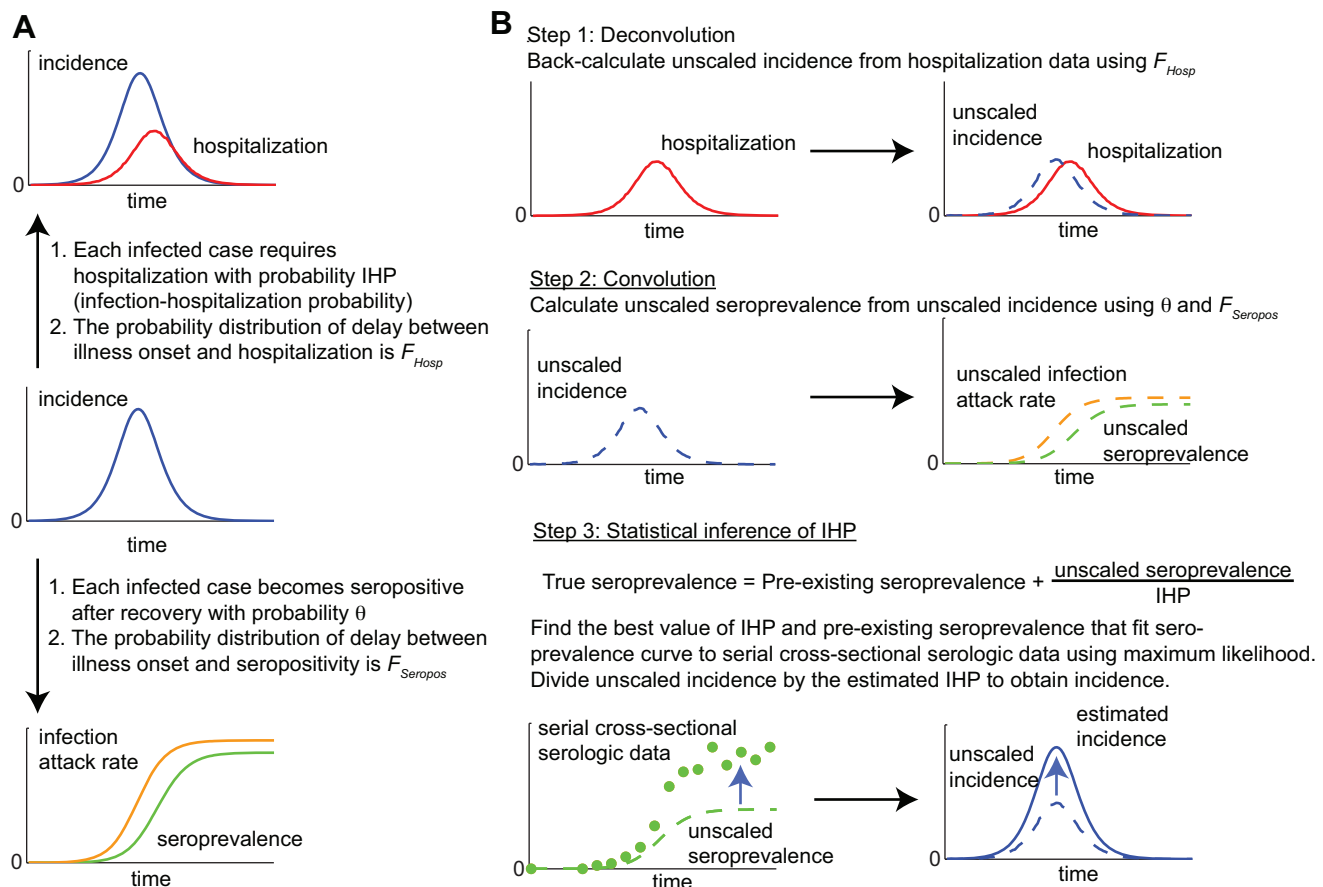 A
incidence
hospitalization
0
time
1. Each infected case requires
hospitalization with probability IHP
(infection-hospitalization probability)
2. The probability distribution of delay between
illness onset and hospitalization is F_Hosp
incidence
0
time
1. Each infected case becomes seropositive
after recovery with probability θ
2. The probability distribution of delay between
illness onset and seropositivity is F_Seropos
infection
attack rate
seroprevalence
0
time
B
Step 1: Deconvolution
Back-calculate unscaled incidence from hospitalization data using F_Hosp
hospitalization
0
time
unscaled
incidence
hospitalization
0
time
Step 2: Convolution
Calculate unscaled seroprevalence from unscaled incidence using θ and F_Seropos
unscaled
incidence
0
time
unscaled infection
attack rate
unscaled
seroprevalence
0
time
Step 3: Statistical inference of IHP
True seroprevalence = Pre-existing seroprevalence + unscaled seroprevalence
IHP
Find the best value of IHP and pre-existing seroprevalence that fit sero-
prevalence curve to serial cross-sectional serologic data using maximum likelihood.
Divide unscaled incidence by the estimated IHP to obtain incidence.
serial cross-sectional
serologic data
unscaled
seroprevalence
0
time
estimated
incidence
unscaled
incidence
0
time